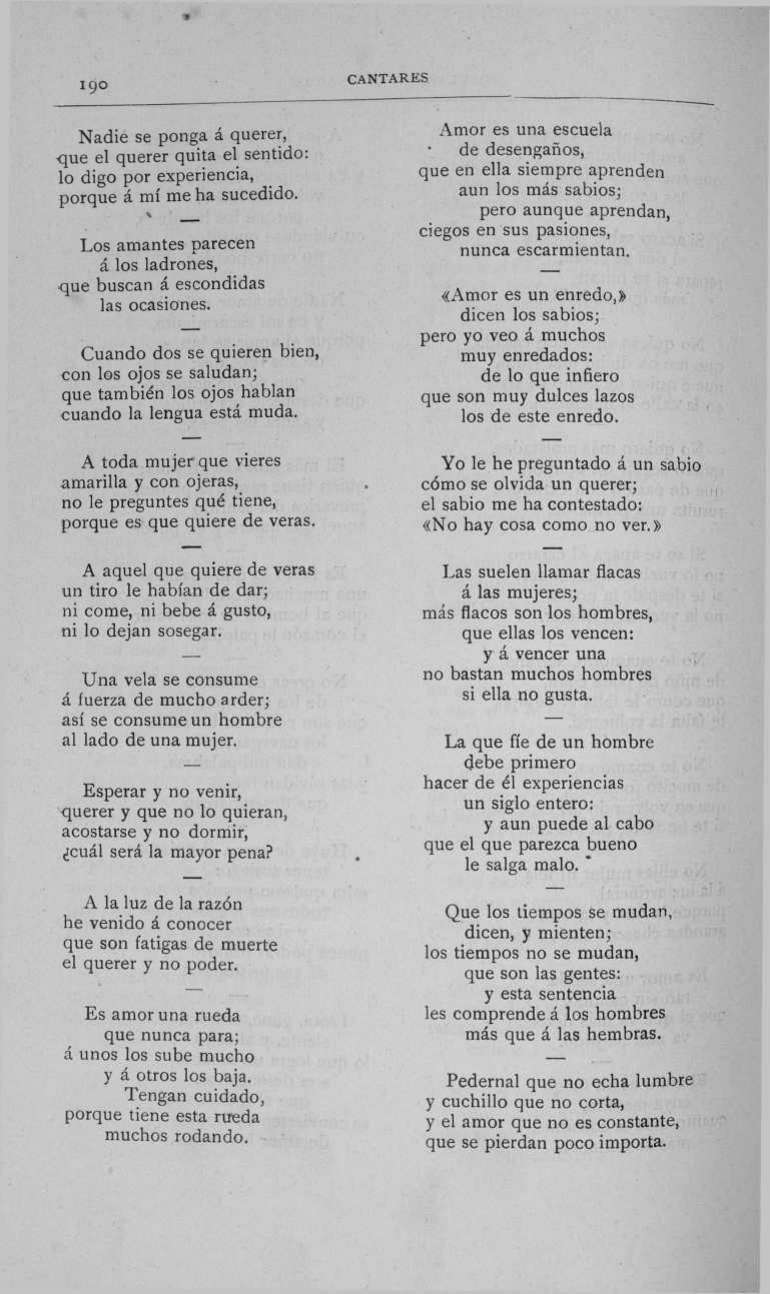 190
CANTARES
Nadie se ponga á querer,
que el querer quita el sentido:
lo digo por experiencia,
porque á mí me ha sucedido.
—
Los amantes parecen
á los ladrones,
que buscan á escondidas
las ocasiones.
—
Cuando dos se quieren bien,
con los ojos se saludan;
que también los ojos hablan
cuando la lengua está muda.
—
A toda mujer que vieres
amarilla y con ojeras,
no le preguntes qué tiene,
porque es que quiere de veras.
—
A aquel que quiere de veras
un tiro le habían de dar;
ni come, ni bebe á gusto,
ni lo dejan sosegar.
—
Una vela se consume
á fuerza de mucho arder;
así se consume un hombre
al lado de una mujer.
—
Esperar y no venir,
querer y que no lo quieran,
acostarse y no dormir,
¿cuál será la mayor pena?
—
A la luz de la razón
he venido á conocer
que son fatigas de muerte
el querer y no poder.
—
Es amor una rueda
que nunca para;
á unos los sube mucho
y á otros los baja.
Tengan cuidado,
porque tiene esta rueda
muchos rodando.
Amor es una escuela
de desengaños,
que en ella siempre aprenden
aun los más sabios;
pero aunque aprendan,
ciegos en sus pasiones,
nunca escarmientan.
—
«Amor es un enredo,»
dicen los sabios;
pero yo veo á muchos
muy enredados:
de lo que infiero
que son muy dulces lazos
los de este enredo.
—
Yo le he preguntado á un sabio
cómo se olvida un querer;
el sabio me ha contestado:
«No hay cosa como no ver.»
—
Las suelen llamar flacas
á las mujeres;
más flacos son los hombres,
que ellas los vencen:
y á vencer una
no bastan muchos hombres
si ella no gusta.
—
La que fíe de un hombre
debe primero
hacer de él experiencias
un siglo entero:
y aun puede al cabo
que el que parezca bueno
le salga malo.
—
Que los tiempos se mudan,
dicen, y mienten;
los tiempos no se mudan,
que son las gentes:
y esta sentencia
les comprende á los hombres
más que á las hembras.
—
Pedernal que no echa lumbre
y cuchillo que no corta,
y el amor que no es constante,
que se pierdan poco importa.